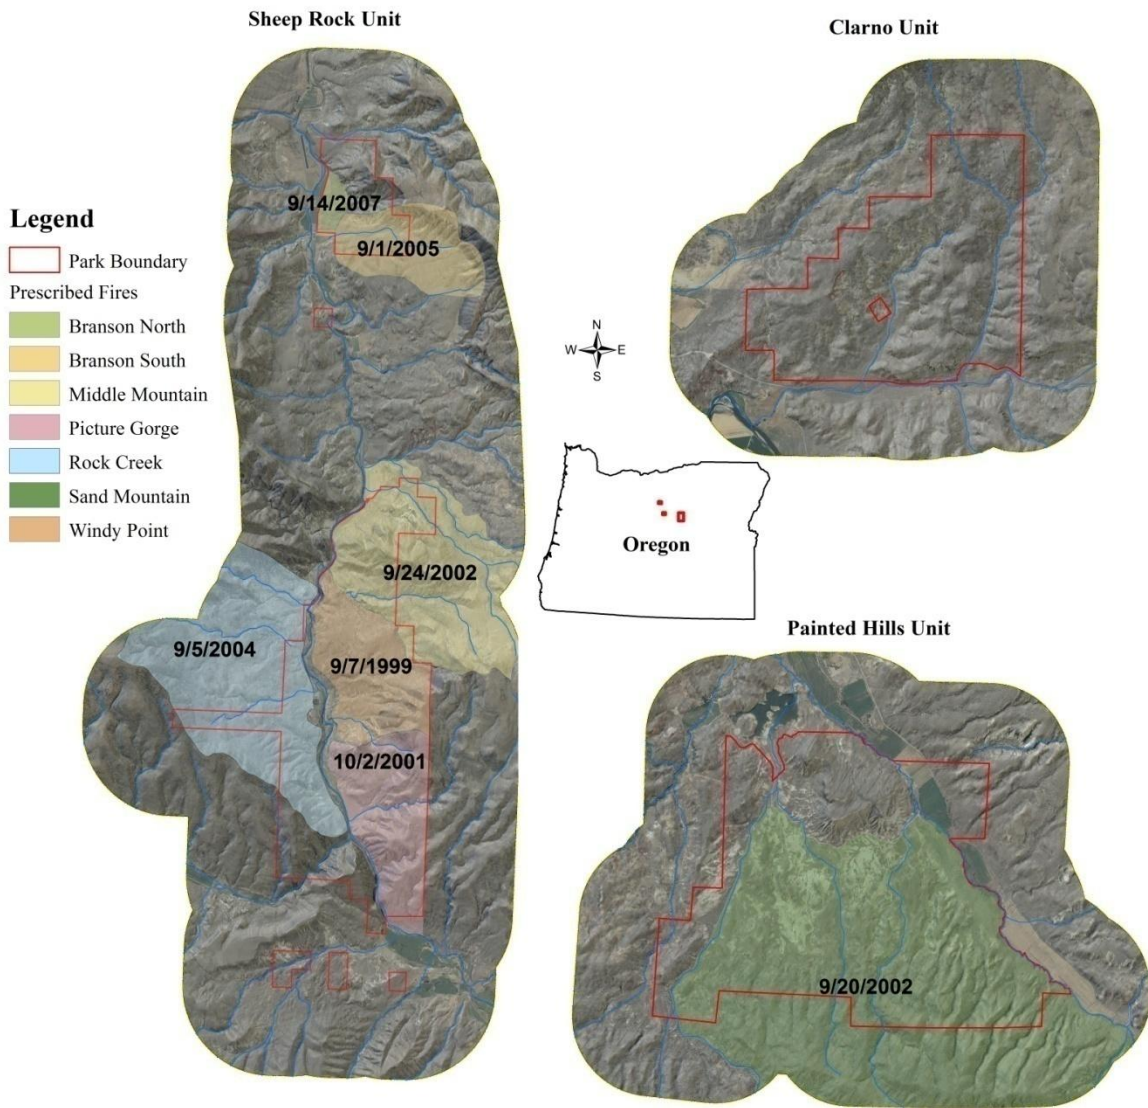 Sheep Rock Unit
Clarno Unit
9/14/2007
9/1/2005
Legend
Park Boundary
Prescribed Fires
Branson North
Branson South
Middle Mountain
Picture Gorge
Rock Creek
Sand Mountain
Windy Point
N
W E
S
Oregon
9/24/2002
9/5/2004
9/7/1999
10/2/2001
Painted Hills Unit
9/20/2002